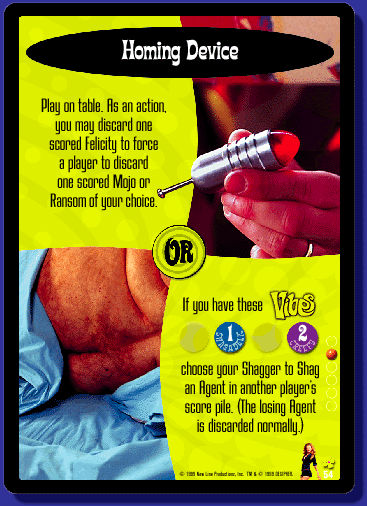 Homing Device
Play on table. As an action,
you may discard one
scored Felicity to force
a player to discard
one scored Mojo or
Ransom of your choice.
OR
If you have these Vibes
1 2
choose your Shagger to Shag
an Agent in another player's
score pile. (The losing Agent
is discarded normally.)
© 1999 New Line Productions, Inc. TM & © 1999 DECIPHER.
54